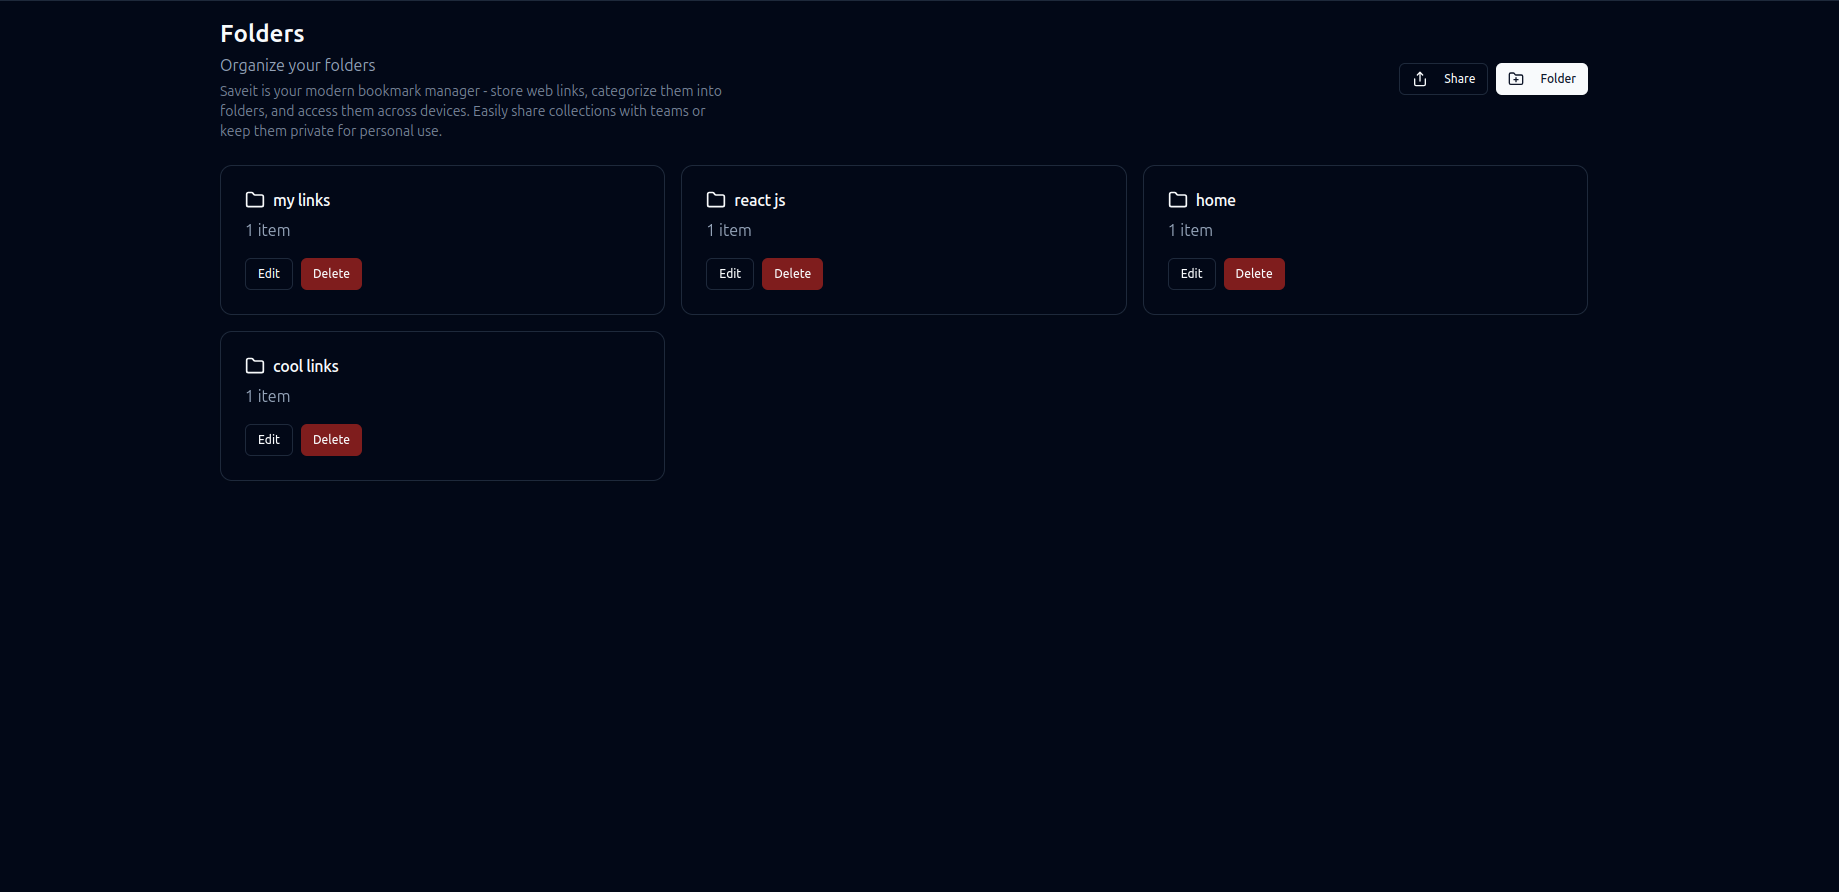 Folders
Organize your folders
Saveit is your modern bookmark manager - store web links, categorize them into
folders, and access them across devices. Easily share collections with teams or
keep them private for personal use.
Share
Folder
my links
1 item
Edit
Delete
react js
1 item
Edit
Delete
home
1 item
Edit
Delete
cool links
1 item
Edit
Delete